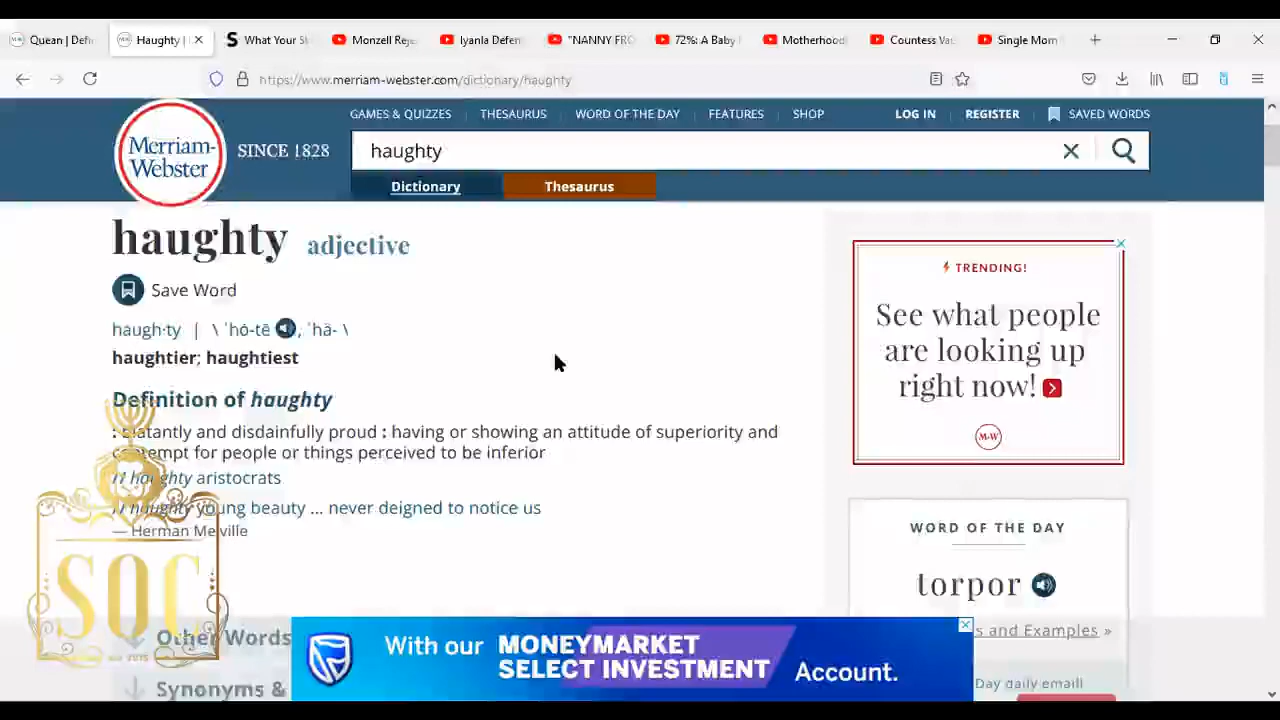 Quean | Defi
Haughty |
What Your S
Monzell Reje
Iyanla Defen
"NANNY FRO
72%: A Baby
Motherhood
Countess Va
Single Mom
https://www.merriam-webster.com/dictionary/haughty
GAMES & QUIZZES THESAURUS WORD OF THE DAY FEATURES SHOP LOG IN REGISTER SAVED WORDS
Merriam-
Webster
SINCE 1828
haughty
Dictionary Thesaurus
haughty adjective
Save Word
haugh·ty | \ ˈhȯ-tē , ˈhä- \
haughtier; haughtiest
Definition of haughty
: blatantly and disdainfully proud : having or showing an attitude of superiority and
contempt for people or things perceived to be inferior
// haughty aristocrats
// haughty young beauty … never deigned to notice us
— Herman Melville
Other Words
Synonyms &
TRENDING!
See what people
are looking up
right now!
M-W
WORD OF THE DAY
torpor
s and Examples »
Day daily email!
With our MONEYMARKET
SELECT INVESTMENT
Account.
SOC